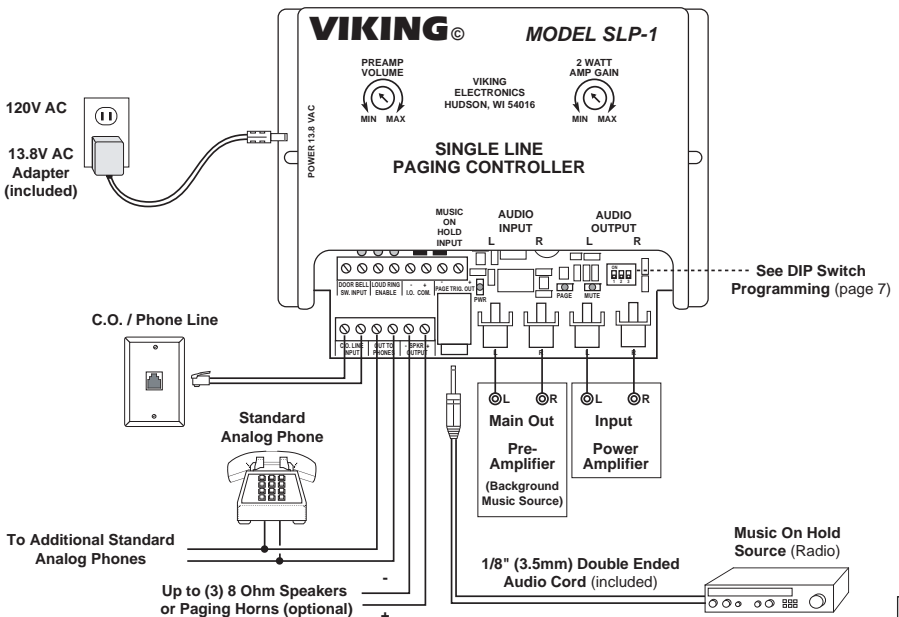 VIKING©
MODEL SLP-1
PREAMP
VOLUME
MIN MAX
VIKING
ELECTRONICS
HUDSON, WI 54016
2 WATT
AMP GAIN
MIN MAX
120V AC
13.8V AC
Adapter
(included)
POWER 13.8 VAC
SINGLE LINE
PAGING CONTROLLER
MUSIC
ON
HOLD
INPUT
AUDIO
INPUT
L R
AUDIO
OUTPUT
L R
DOOR BELL
SW. INPUT
LOUD RING
ENABLE
- +
I.O. COM.
- +
PAGE TRIG. OUT
PWR
ON
1 2 3
PAGE
MUTE
See DIP Switch
Programming (page 7)
C.O. / Phone Line
C.O. LINE
INPUT
OUT TO
PHONES
- SPKR +
OUTPUT
L R L R
L R
Main Out
Pre-
Amplifier
(Background
Music Source)
L R
Input
Power
Amplifier
Standard
Analog Phone
To Additional Standard
Analog Phones
Up to (3) 8 Ohm Speakers
or Paging Horns (optional)
-
+
1/8" (3.5mm) Double Ended
Audio Cord (included)
Music On Hold
Source (Radio)